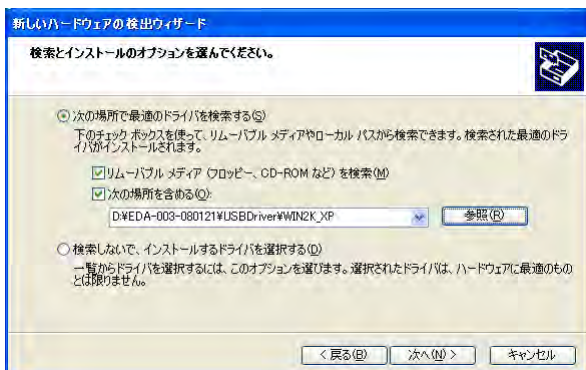 新しいハードウェアの検出ウィザード
検索とインストールのオプションを選んでください。
次の場所で最適のドライバを検索する(S)
下のチェック ボックスを使って、リムーバブル メディアやローカル パスから検索できます。検索された最適のドラ
イバがインストールされます。
リムーバブル メディア (フロッピー、CD-ROM など) を検索(M)
次の場所を含める(O):
D:¥EDA-003-080121¥USBDriver¥WIN2K_XP
参照(R)
検索しないで、インストールするドライバを選択する(D)
一覧からドライバを選択するには、このオプションを選びます。選択されたドライバは、ハードウェアに最適のもの
とは限りません。
< 戻る(B)
次へ(N) >
キャンセル